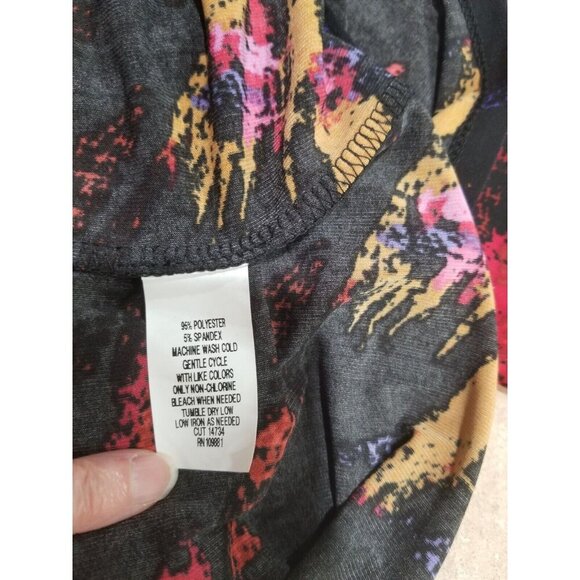 95% POLYESTER
5% SPANDEX
MACHINE WASH COLD
GENTLE CYCLE
WITH LIKE COLORS
ONLY NON-CHLORINE
BLEACH WHEN NEEDED
TUMBLE DRY LOW
LOW IRON AS NEEDED
CUT 14734
RN 109881